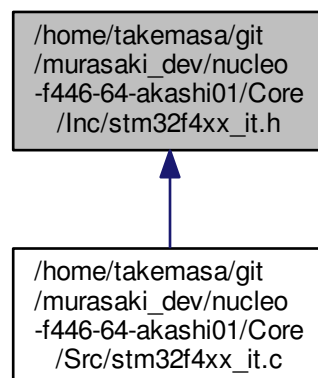 /home/takemasa/git
/murasaki_dev/nucleo
-f446-64-akashi01/Core
/Inc/stm32f4xx_it.h
/home/takemasa/git
/murasaki_dev/nucleo
-f446-64-akashi01/Core
/Src/stm32f4xx_it.c